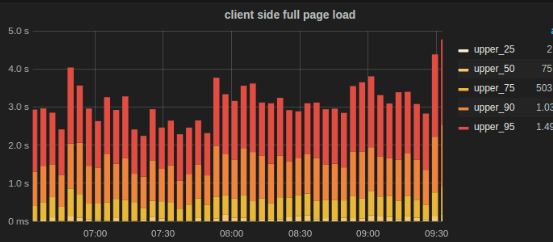 client side full page load
5.0 s
4.0 s
3.0 s
2.0 s
1.0 s
0 ms
07:00 07:30 08:00 08:30 09:00 09:30
upper_25 2
upper_50 75
upper_75 503
upper_90 1.03
upper_95 1.49